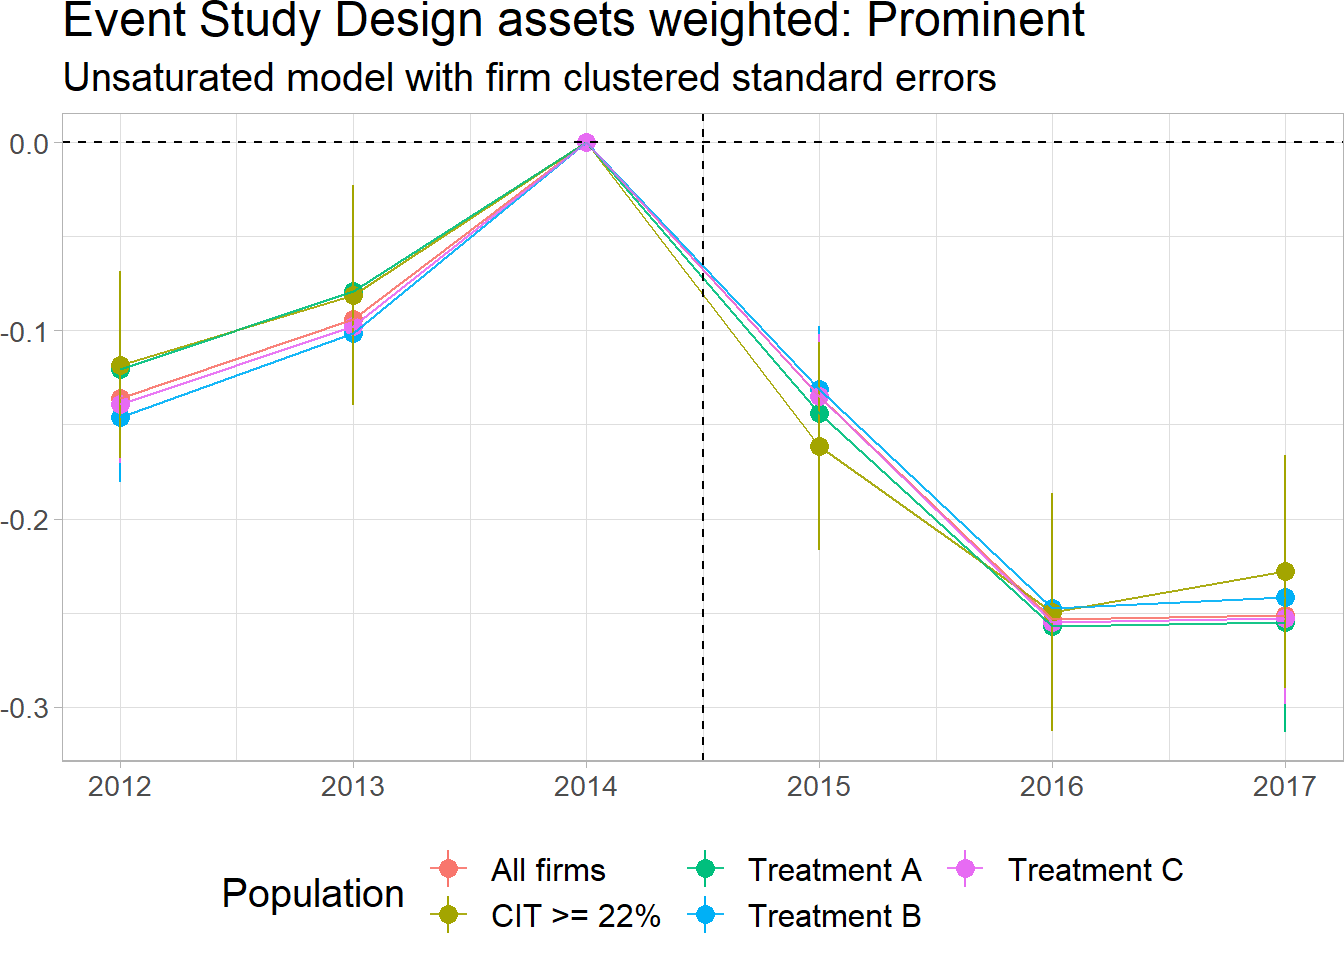 Event Study Design assets weighted: Prominent
Unsaturated model with firm clustered standard errors
0.0
-0.1
-0.2
-0.3
2012 2013 2014 2015 2016 2017
Population
All firms Treatment A Treatment C
CIT >= 22% Treatment B